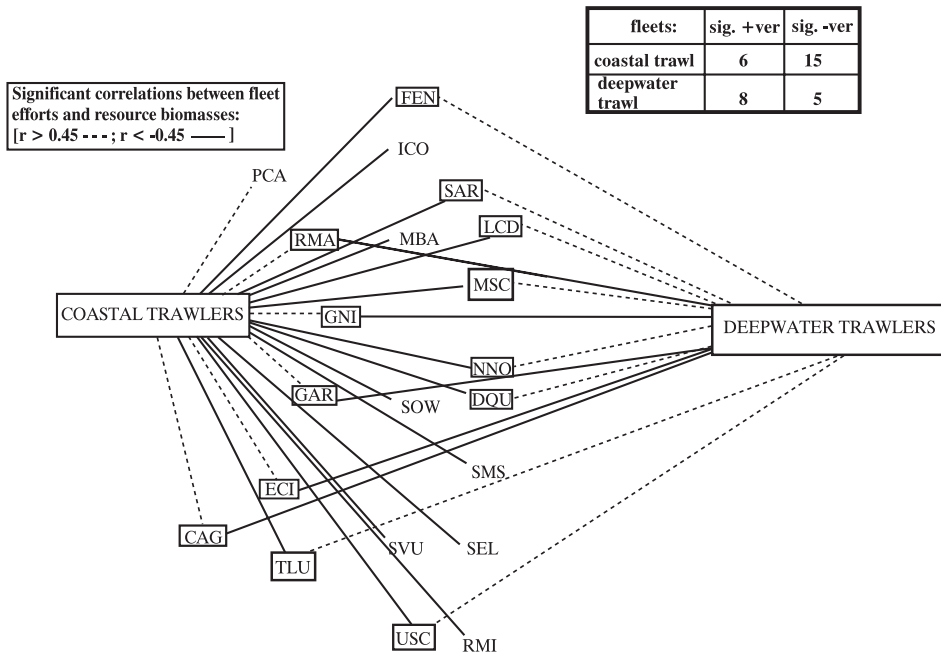 fleets: sig. +ver sig. -ver
coastal trawl 6 15
deepwater
trawl 8 5
Significant correlations between fleet
efforts and resource biomasses:
[r > 0.45 - - - ; r < -0.45 —— ]
FEN
ICO
PCA
SAR
LCD
RMA
MBA
MSC
COASTAL TRAWLERS
GNI
DEEPWATER TRAWLERS
NNO
GAR
SOW
DQU
SMS
ECI
CAG
SVU
SEL
TLU
USC
RMI